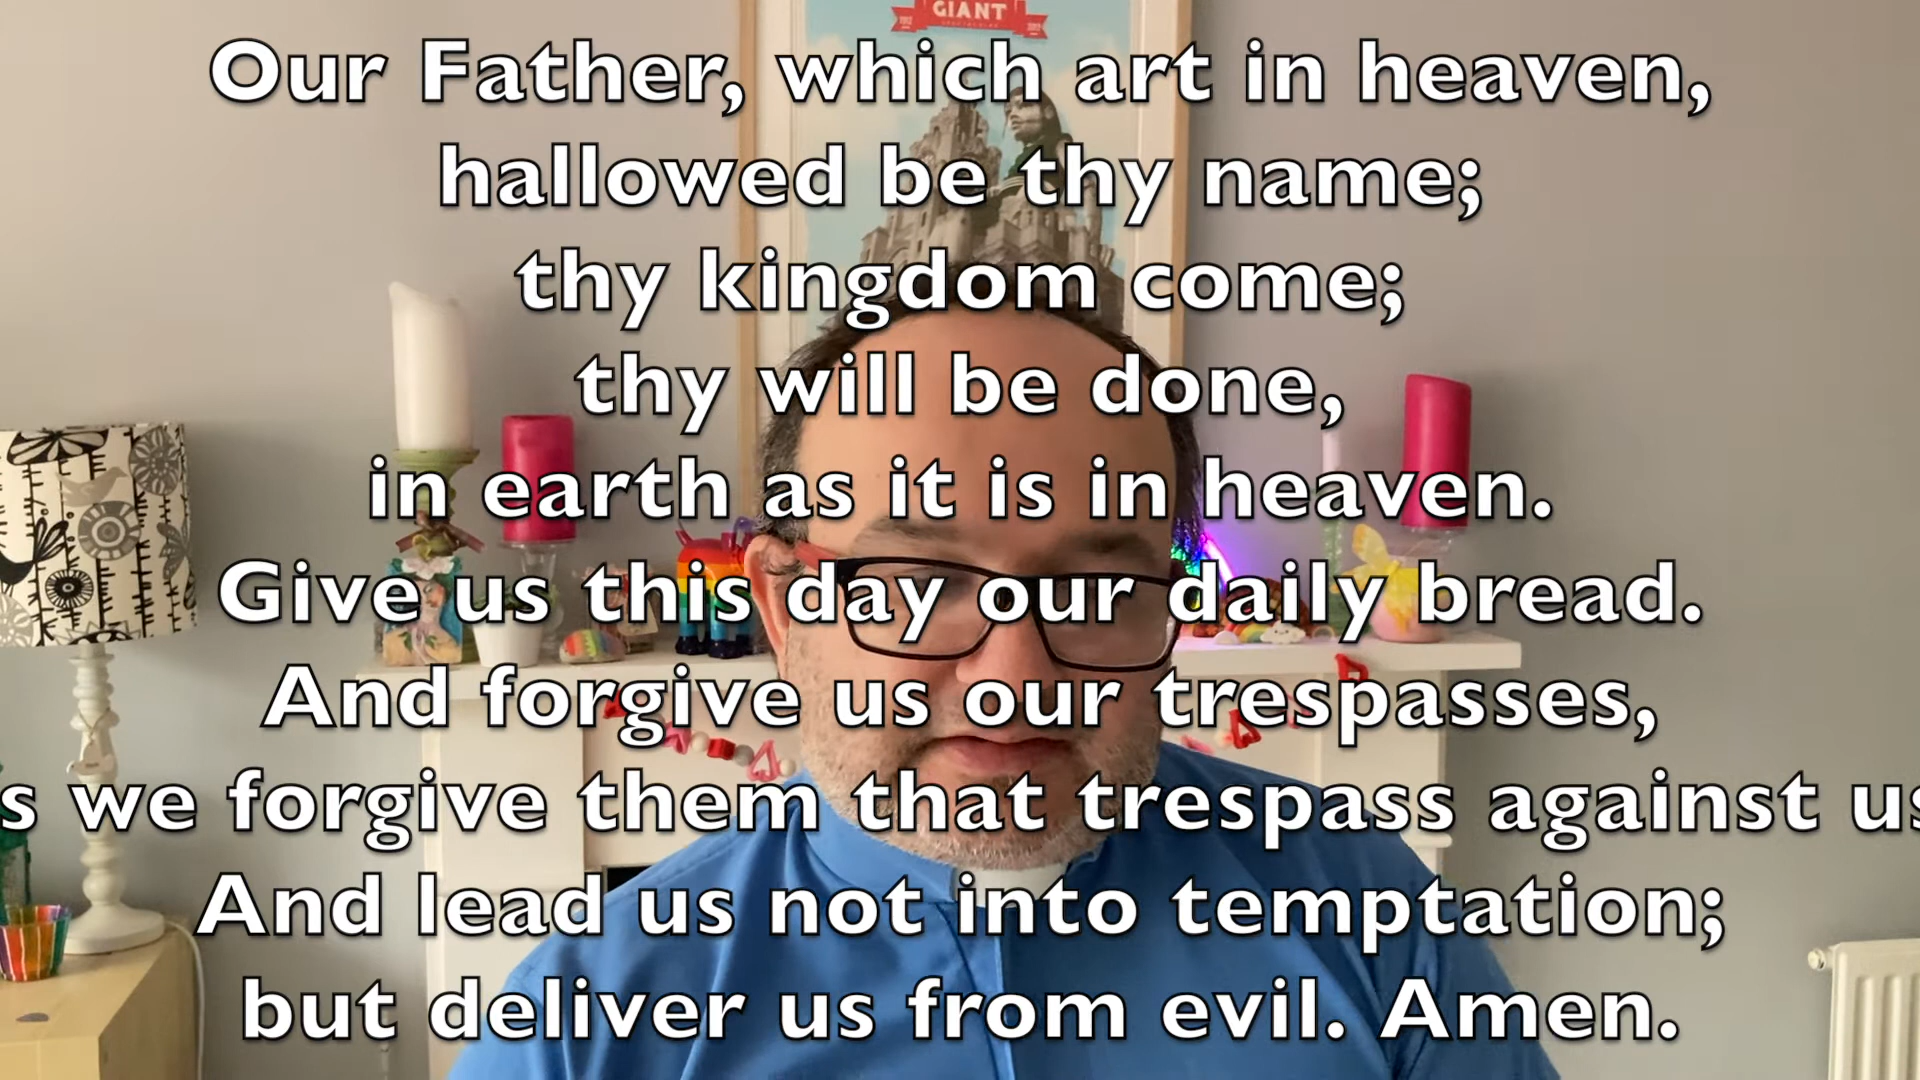 GIANT
Our Father, which art in heaven,
hallowed be thy name;
thy kingdom come;
thy will be done,
in earth as it is in heaven.
Give us this day our daily bread.
And forgive us our trespasses,
s we forgive them that trespass against us
And lead us not into temptation;
but deliver us from evil. Amen.